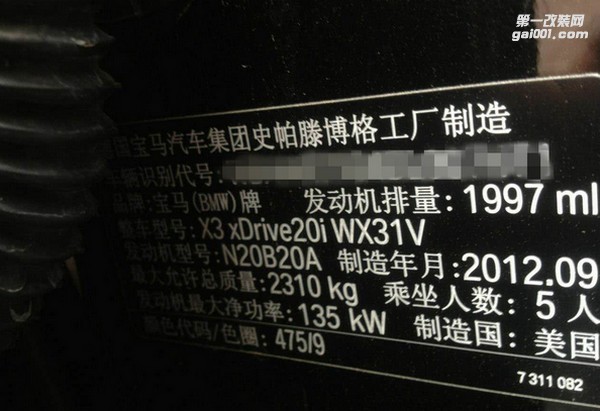 第一改装网
gai001.com
宝马汽车集团史帕滕博格工厂制造
车辆识别代号:
品牌: 宝马(BMW)牌 发动机排量: 1997 ml
整车型号: X3 xDrive20i WX31V
发动机型号: N20B20A 制造年月: 2012.09
最大允许总质量: 2310 kg 乘坐人数: 5 人
发动机最大净功率: 135 kW 制造国: 美国
颜色代码/色圈: 475/9
7 311 082